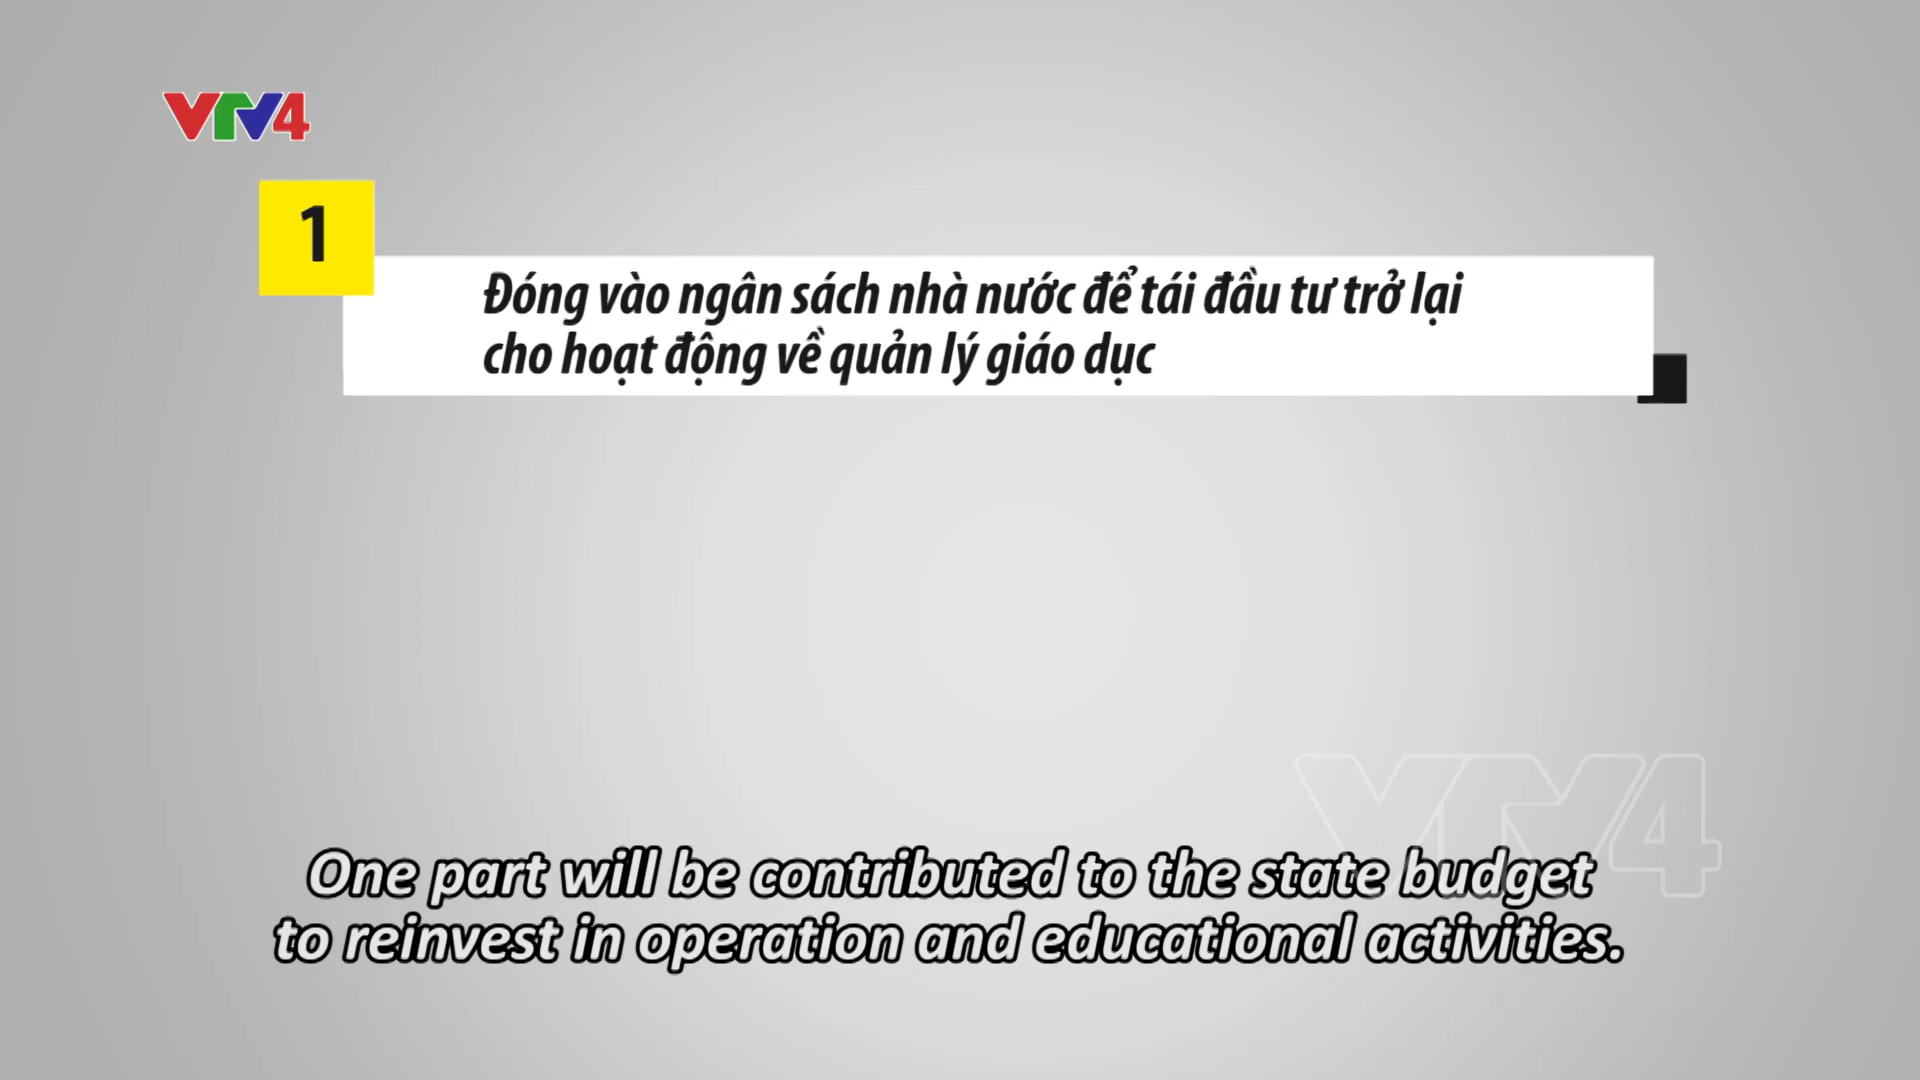 VTV4
1
Đóng vào ngân sách nhà nước để tái đầu tư trở lại
cho hoạt động về quản lý giáo dục
VTV4
One part will be contributed to the state budget
to reinvest in operation and educational activities.